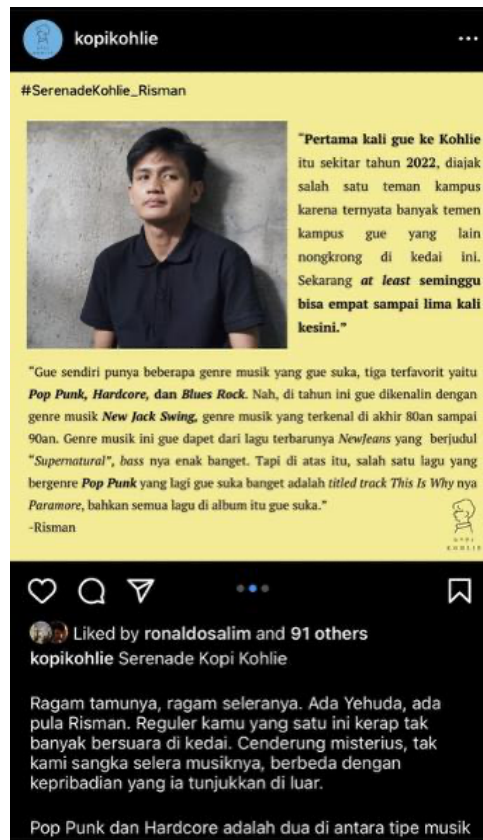 kopikohlie
#SerenadeKohlie_Risman
“Pertama kali gue ke Kohlie
itu sekitar tahun 2022, diajak
salah satu teman kampus
karena ternyata banyak temen
kampus gue yang lain
nongkrong di kedai ini.
Sekarang at least seminggu
bisa empat sampai lima kali
kesini.”
“Gue sendiri punya beberapa genre musik yang gue suka, tiga terfavorit yaitu
Pop Punk, Hardcore, dan Blues Rock. Nah, di tahun ini gue dikenalin dengan
genre musik New Jack Swing, genre musik yang terkenal di akhir 80an sampai
90an. Genre musik ini gue dapet dari lagu terbarunya NewJeans yang berjudul
“Supernatural”, bass nya enak banget. Tapi di atas itu, salah satu lagu yang
bergenre Pop Punk yang lagi gue suka banget adalah titled track This Is Why nya
Paramore, bahkan semua lagu di album itu gue suka.”
-Risman
KOPI
KOHLIE
Liked by ronaldosalim and 91 others
kopikohlie Serenade Kopi Kohlie
Ragam tamunya, ragam seleranya. Ada Yehuda, ada
pula Risman. Reguler kamu yang satu ini kerap tak
banyak bersuara di kedai. Cenderung misterius, tak
kami sangka selera musiknya, berbeda dengan
kepribadian yang ia tunjukkan di luar.
Pop Punk dan Hardcore adalah dua di antara tipe musik